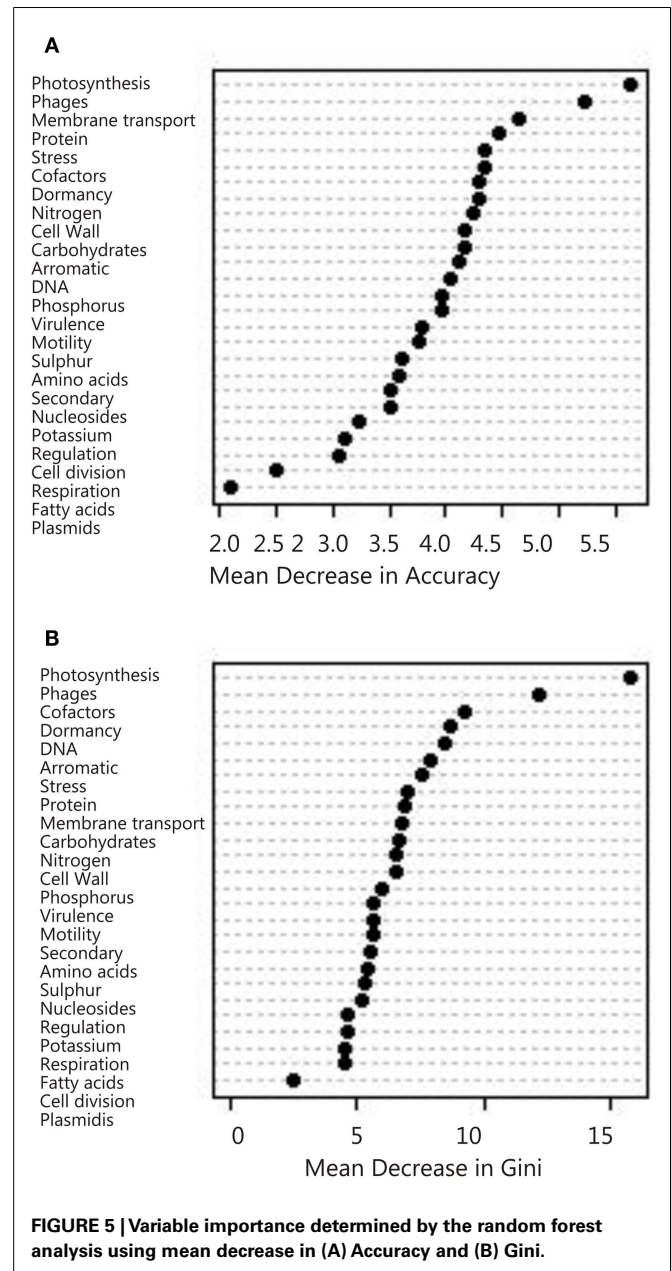 A
Photosynthesis
Phages
Membrane transport
Protein
Stress
Cofactors
Dormancy
Nitrogen
Cell Wall
Carbohydrates
Arromatic
DNA
Phosphorus
Virulence
Motility
Sulphur
Amino acids
Secondary
Nucleosides
Potassium
Regulation
Cell division
Respiration
Fatty acids
Plasmids
2.0 2.5 2 3.0 3.5 4.0 4.5 5.0 5.5
Mean Decrease in Accuracy
B
Photosynthesis
Phages
Cofactors
Dormancy
DNA
Arromatic
Stress
Protein
Membrane transport
Carbohydrates
Nitrogen
Cell Wall
Phosphorus
Virulence
Motility
Secondary
Amino acids
Sulphur
Nucleosides
Regulation
Potassium
Respiration
Fatty acids
Cell division
Plasmidis
0 5 10 15
Mean Decrease in Gini
FIGURE 5 | Variable importance determined by the random forest
analysis using mean decrease in (A) Accuracy and (B) Gini.